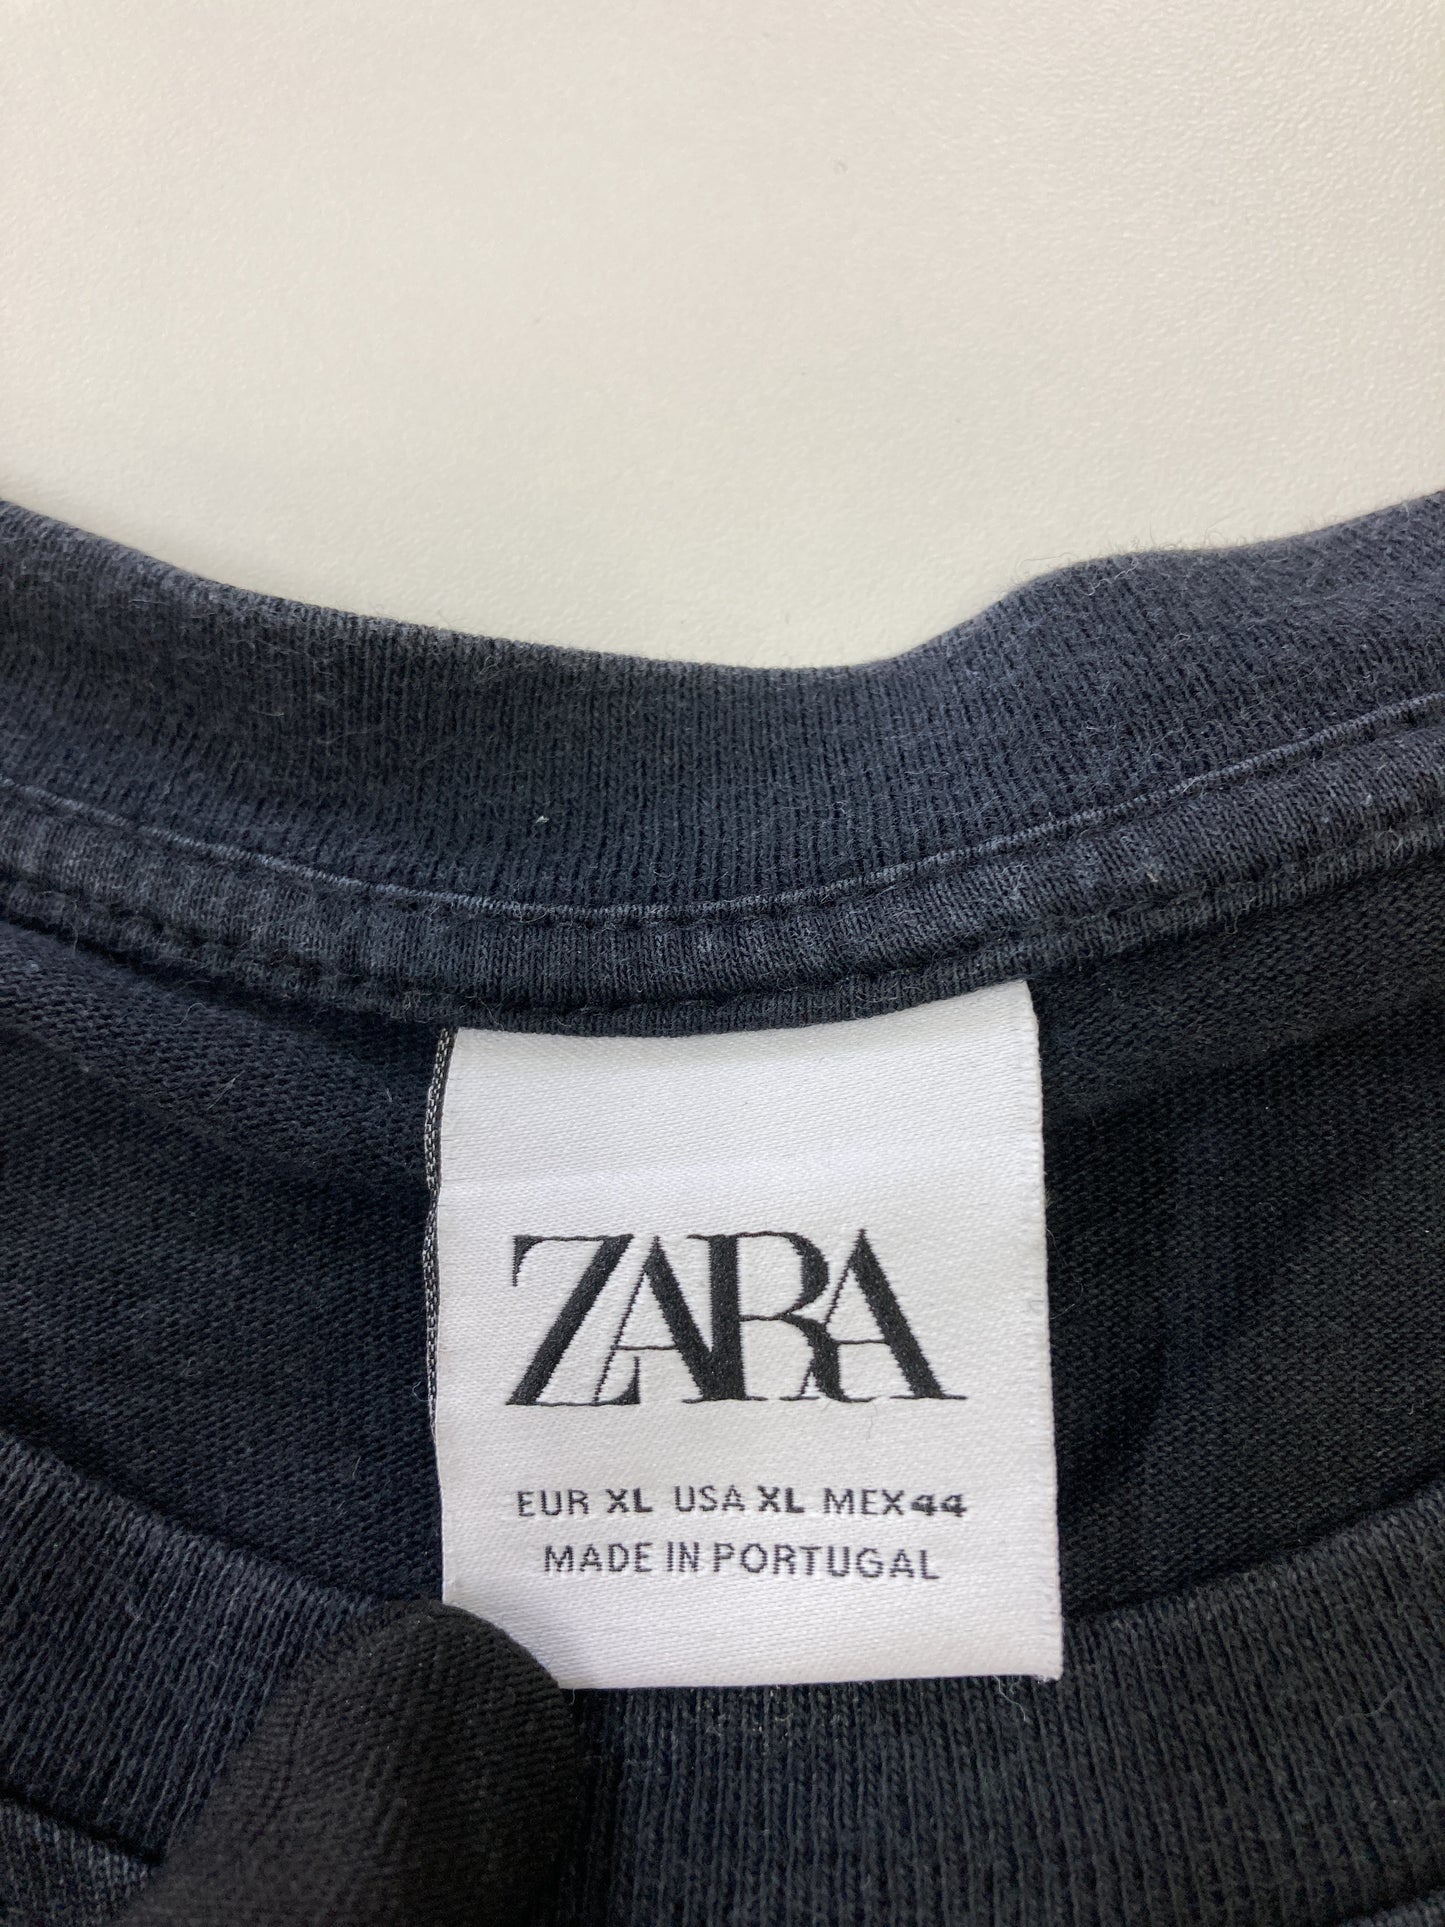 ZARA
EUR XL USA XL MEX 44
MADE IN PORTUGAL